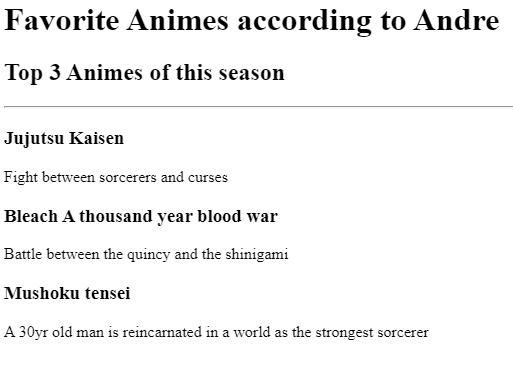 Favorite Animes according to Andre
Top 3 Animes of this season
Jujutsu Kaisen
Fight between sorcerers and curses
Bleach A thousand year blood war
Battle between the quincy and the shinigami
Mushoku tensei
A 30yr old man is reincarnated in a world as the strongest sorcerer